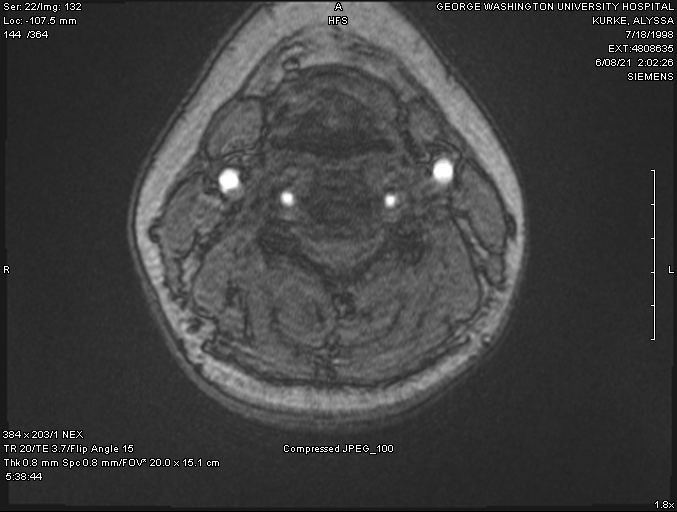 Ser: 22/Img: 132
Loc: -107.5 mm
144 /364
A
HFS
GEORGE WASHINGTON UNIVERSITY HOSPITAL
KURKE, ALYSSA
7/18/1998
EXT:4808635
6/08/21 2:02:26
SIEMENS
R
L
384 x 203/1 NEX
TR 20/TE 3.7/Flip Angle 15
Thk 0.8 mm Spc 0.8 mm/FOV* 20.0 x 15.1 cm
5:38:44
Compressed JPEG_100
1.8x